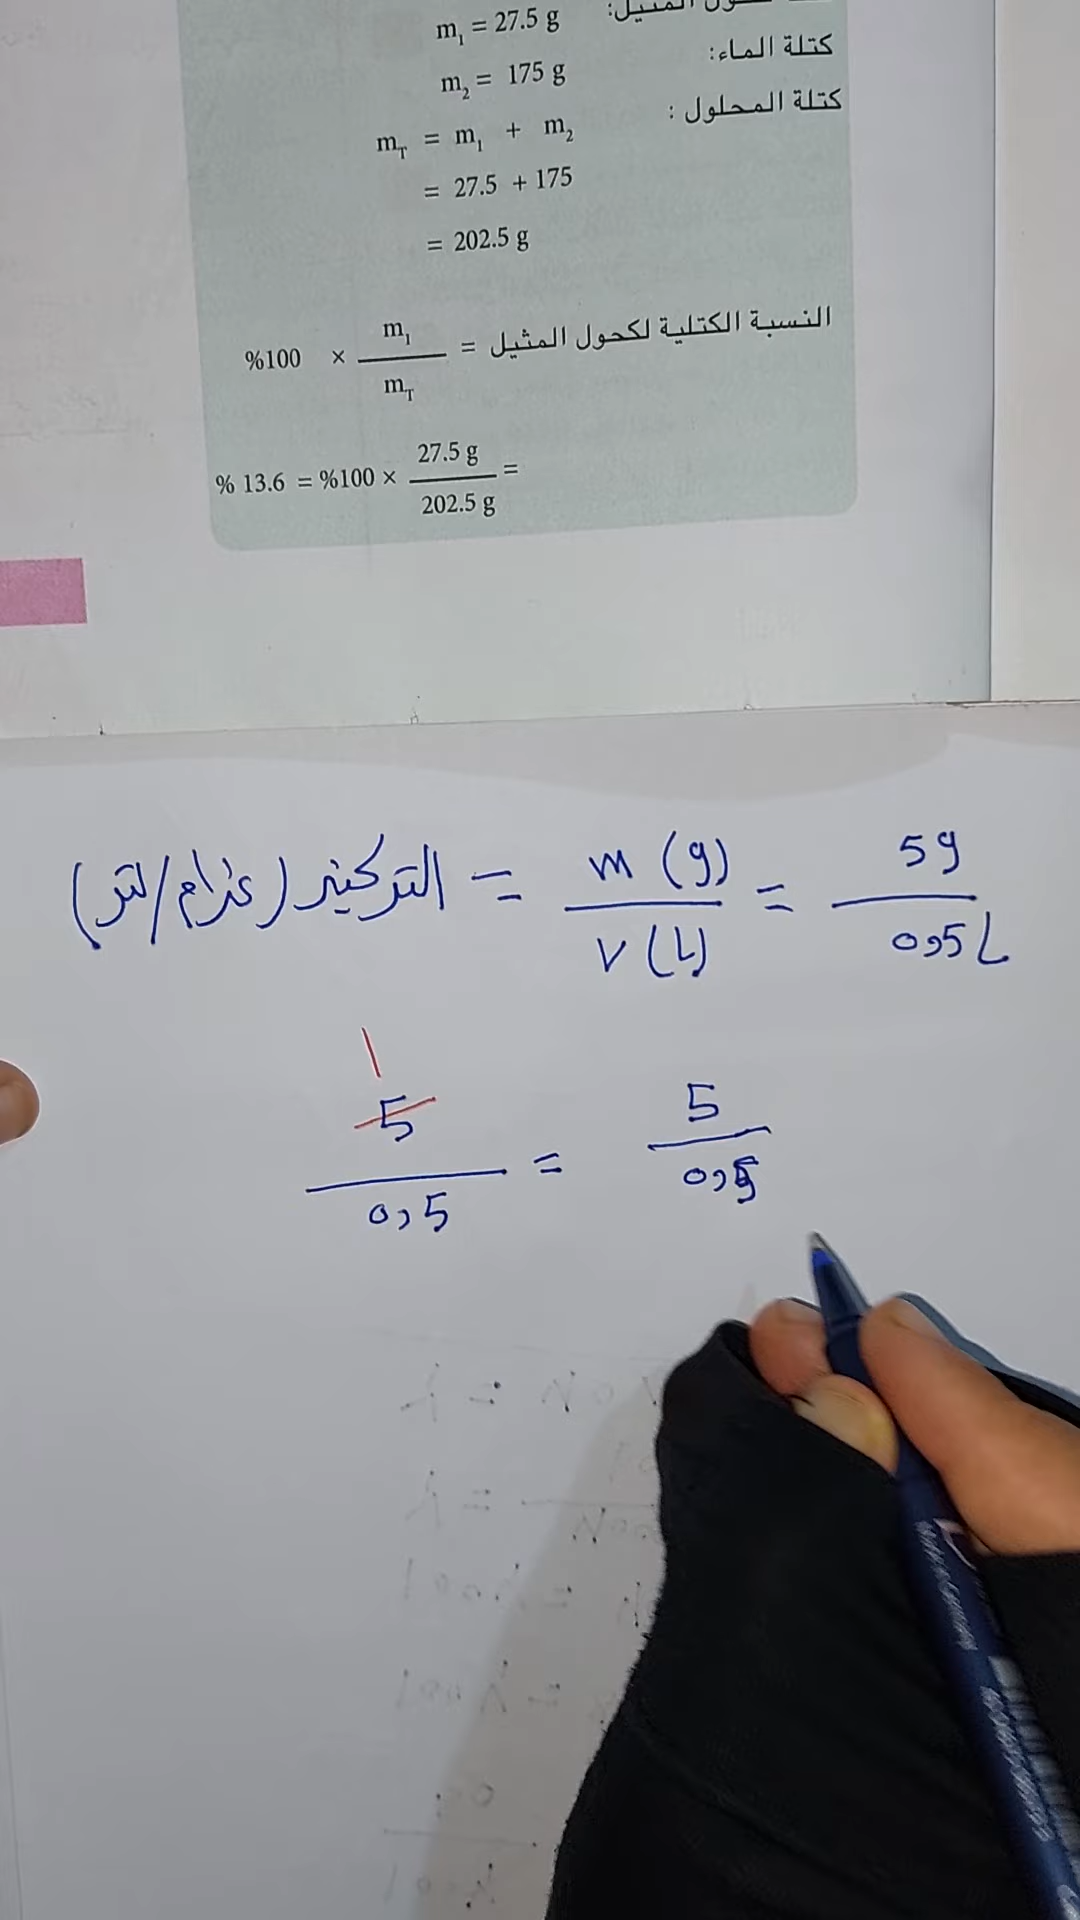 m₁ = 27.5 g
كتلة الماء: m₂ = 175 g
كتلة المحلول : m_T = m₁ + m₂
= 27.5 + 175
= 202.5 g
النسبة الكتلية لكحول المثيل = m₁ / m_T × %100
= 27.5 g / 202.5 g × %100 = % 13.6
التركيز (غرام/لتر) = m (g) / V (L) = 5g / 0,5 L
1
5 / 0,5 = 5 / 0,5